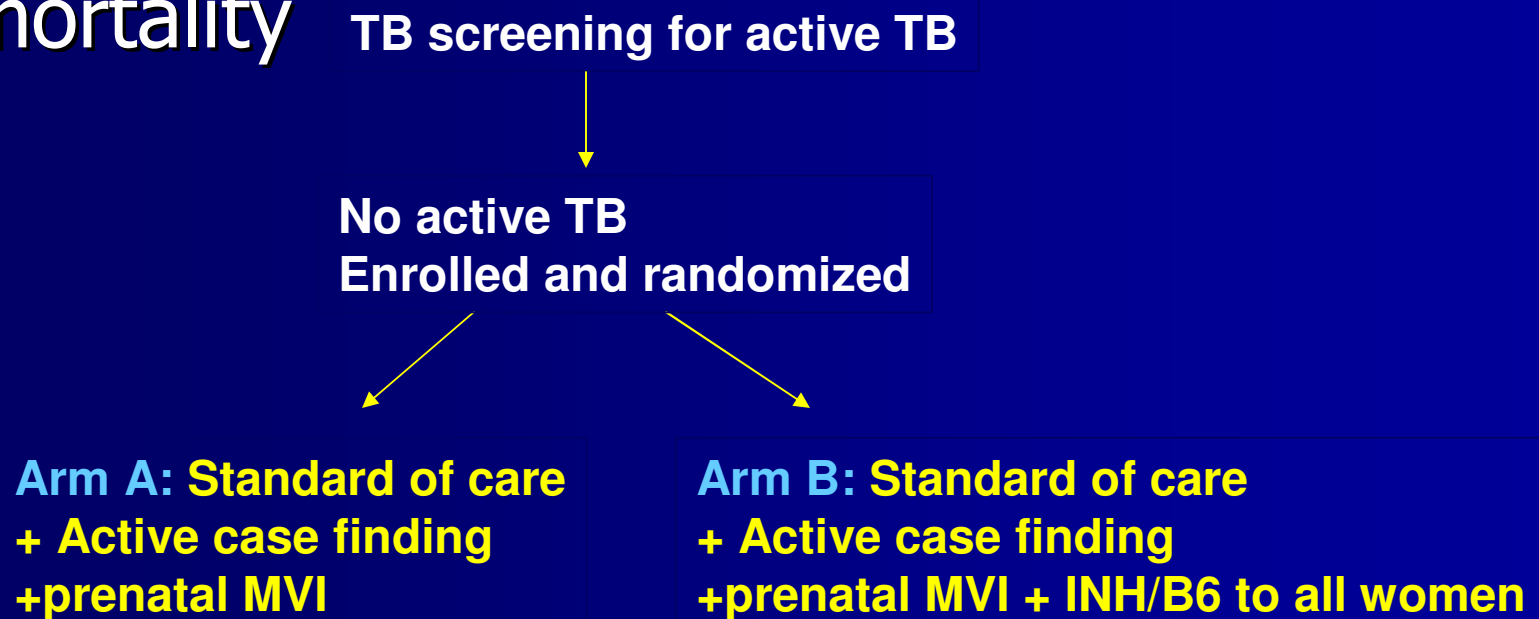 TB screening for active TB
No active TB
Enrolled and randomized
Arm A: Standard of care
+ Active case finding
+prenatal MVI
Arm B: Standard of care
+ Active case finding
+prenatal MVI + INH/B6 to all women